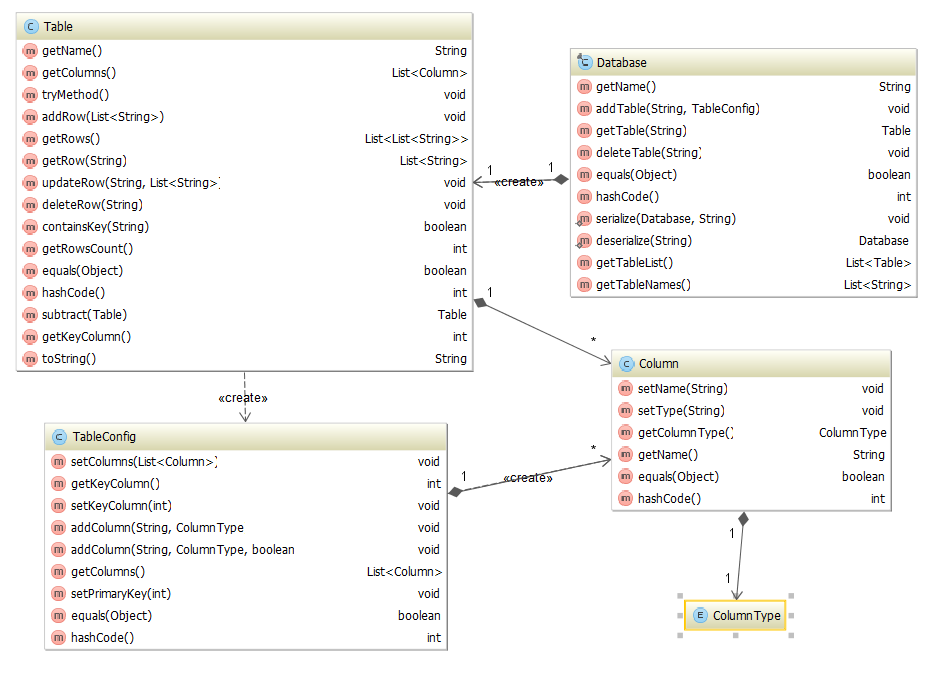 C Table
m getName() String
m getColumns() List<Column>
m tryMethod() void
m addRow(List<String>) void
m getRows() List<List<String>>
m getRow(String) List<String>
m updateRow(String, List<String>) void
m deleteRow(String) void
m containsKey(String) boolean
m getRowsCount() int
m equals(Object) boolean
m hashCode() int
m subtract(Table) Table
m getKeyColumn() int
m toString() String
C Database
m getName() String
m addTable(String, TableConfig) void
m getTable(String) Table
m deleteTable(String) void
m equals(Object) boolean
m hashCode() int
m serialize(Database, String) void
m deserialize(String) Database
m getTableList() List<Table>
m getTableNames() List<String>
1 «create» 1
1 *
«create»
C Column
m setName(String) void
m setType(String) void
m getColumnType() ColumnType
m getName() String
m equals(Object) boolean
m hashCode() int
C TableConfig
m setColumns(List<Column>) void
m getKeyColumn() int
m setKeyColumn(int) void
m addColumn(String, ColumnType void
m addColumn(String, ColumnType, boolean void
m getColumns() List<Column>
m setPrimaryKey(int) void
m equals(Object) boolean
m hashCode() int
1 «create» *
1
1
E ColumnType